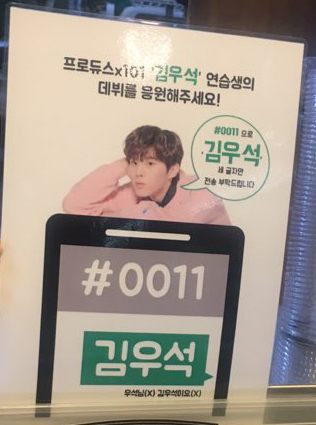 프로듀스x101 '김우석' 연습생의
데뷔를 응원해주세요!
#0011 으로
'김우석'
세 글자만
전송 부탁드립니다
#0011
김우석
우석님(X) 김우석이요(X)